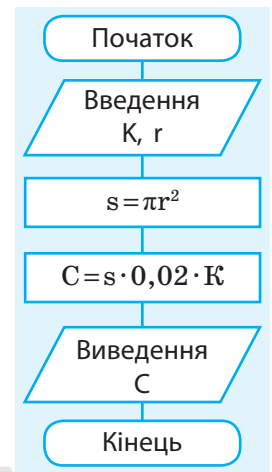 Початок
Введення
K, r
s=πr²
C=s·0,02·K
Виведення
C
Кінець